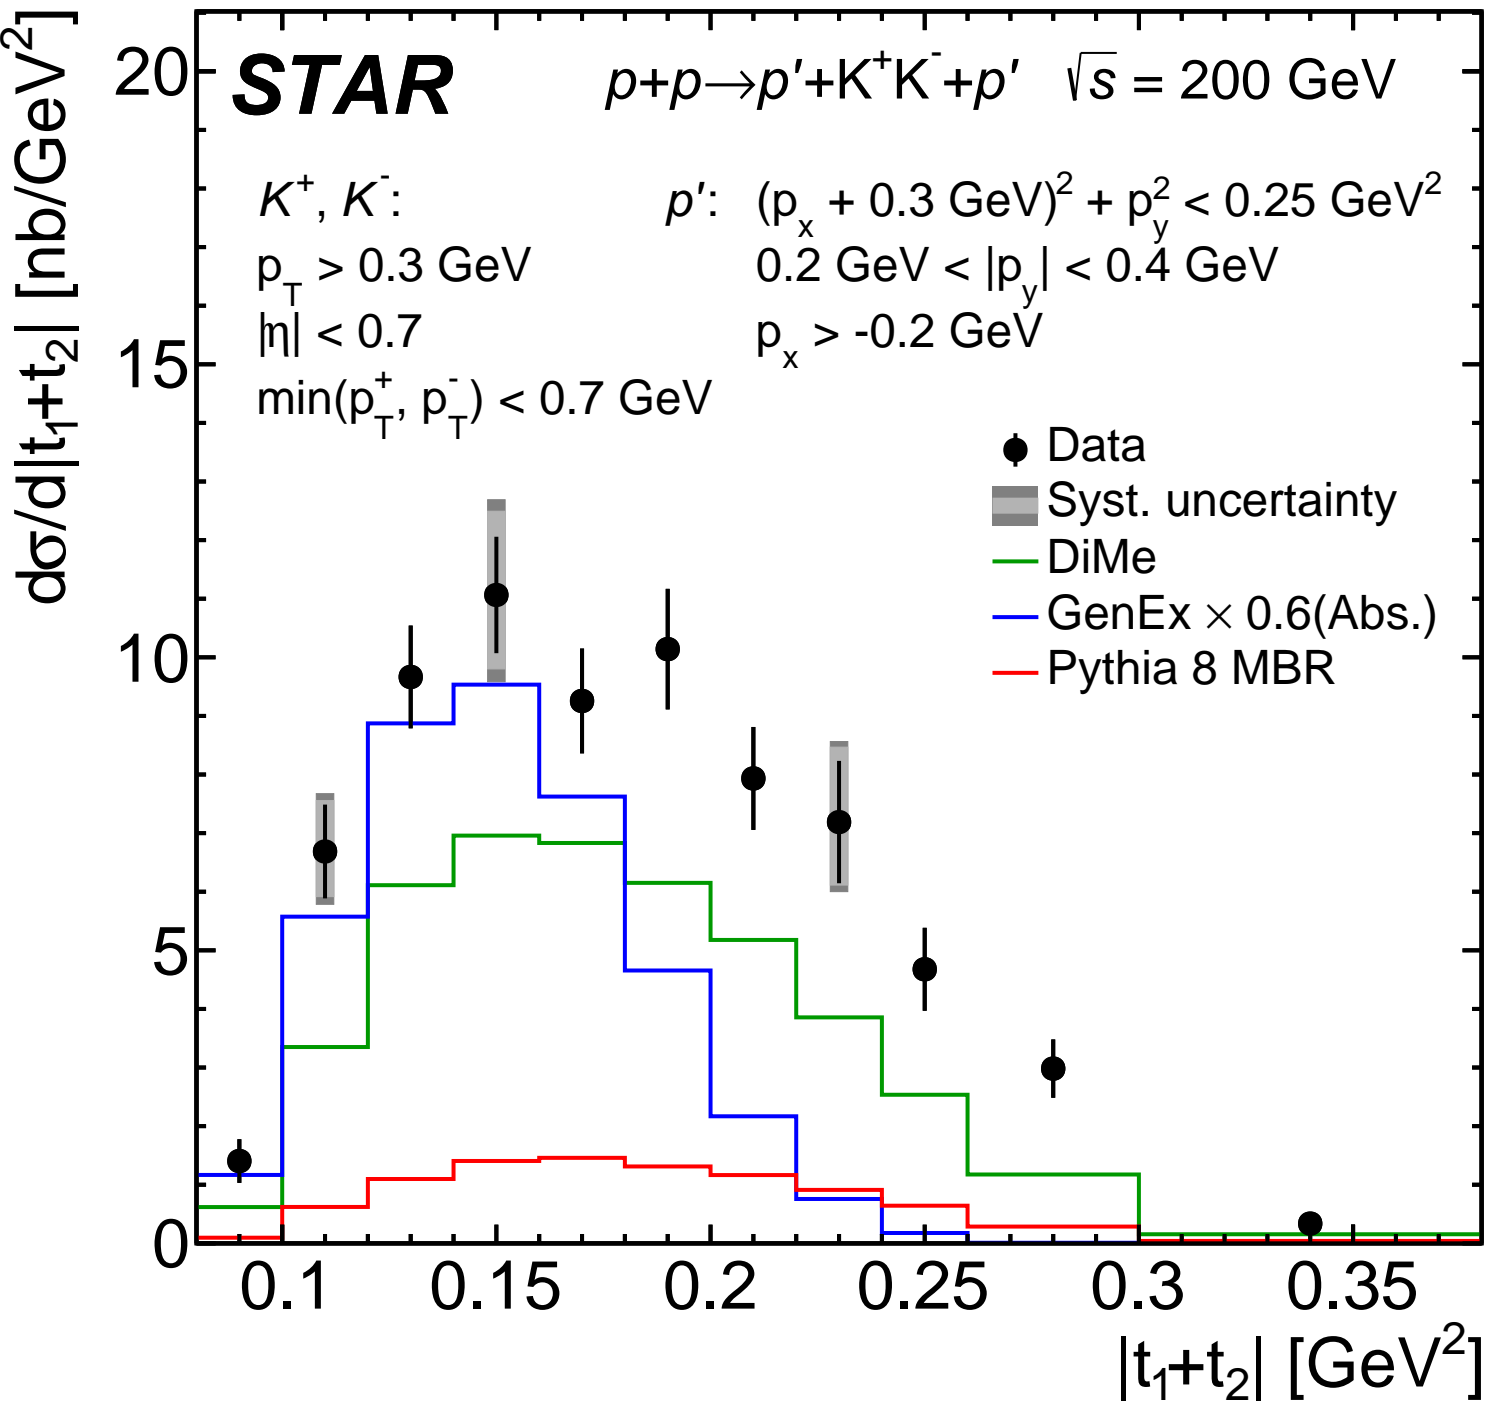 dσ/d|t₁+t₂| [nb/GeV²]
20
15
10
5
0
STAR p+p→p′+K⁺K⁻+p′ √s = 200 GeV
K⁺, K⁻: p′: (pₓ + 0.3 GeV)² + p_y² < 0.25 GeV²
p_T > 0.3 GeV 0.2 GeV < |p_y| < 0.4 GeV
|η| < 0.7 pₓ > -0.2 GeV
min(p_T⁺, p_T⁻) < 0.7 GeV
Data
Syst. uncertainty
DiMe
GenEx × 0.6(Abs.)
Pythia 8 MBR
0.1 0.15 0.2 0.25 0.3 0.35
|t₁+t₂| [GeV²]